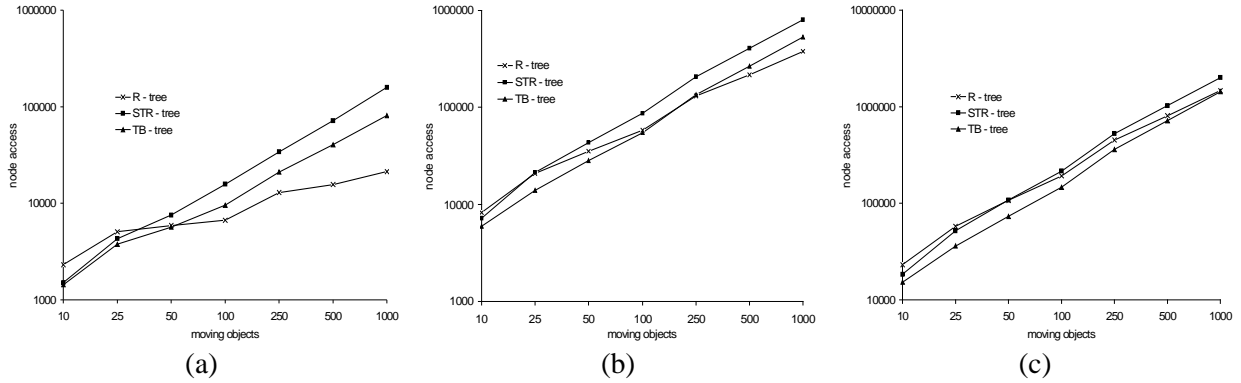 1000000
100000
10000
1000
node access
R - tree
STR - tree
TB - tree
10 25 50 100 250 500 1000
moving objects
(a)
1000000
100000
10000
1000
node access
R - tree
STR - tree
TB - tree
10 25 50 100 250 500 1000
moving objects
(b)
10000000
1000000
100000
10000
node access
R - tree
STR - tree
TB - tree
10 25 50 100 250 500 1000
moving objects
(c)